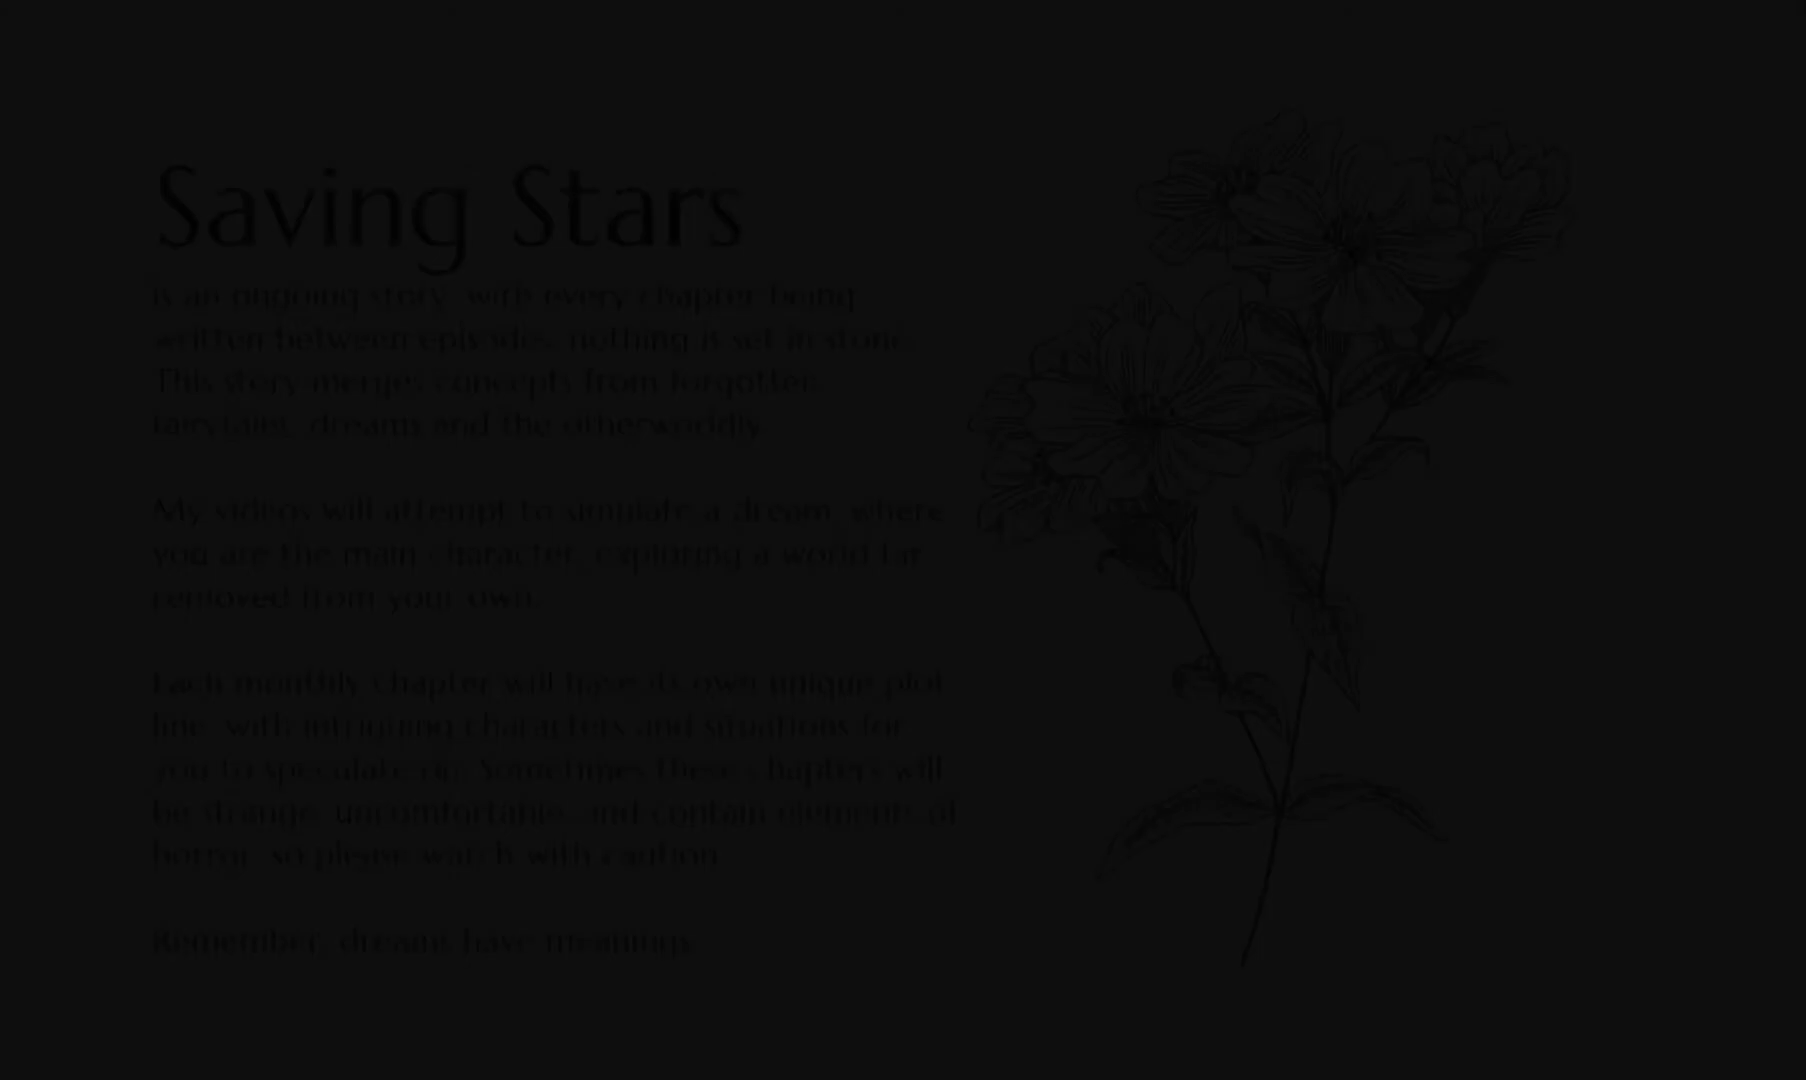 Saving Stars
is an ongoing story, with every chapter being
written between episodes, nothing is set in stone.
This story merges concepts from forgotten
fairytales, dreams and the otherworldly.
My videos will attempt to simulate a dream, where
you are the main character, exploring a world far
removed from your own.
Each monthly chapter will have its own unique plot
line, with intriguing characters and situations for
you to speculate on. Sometimes these chapters will
be strange, uncomfortable, and contain elements of
horror, so please watch with caution.
Remember, dreams have meanings.